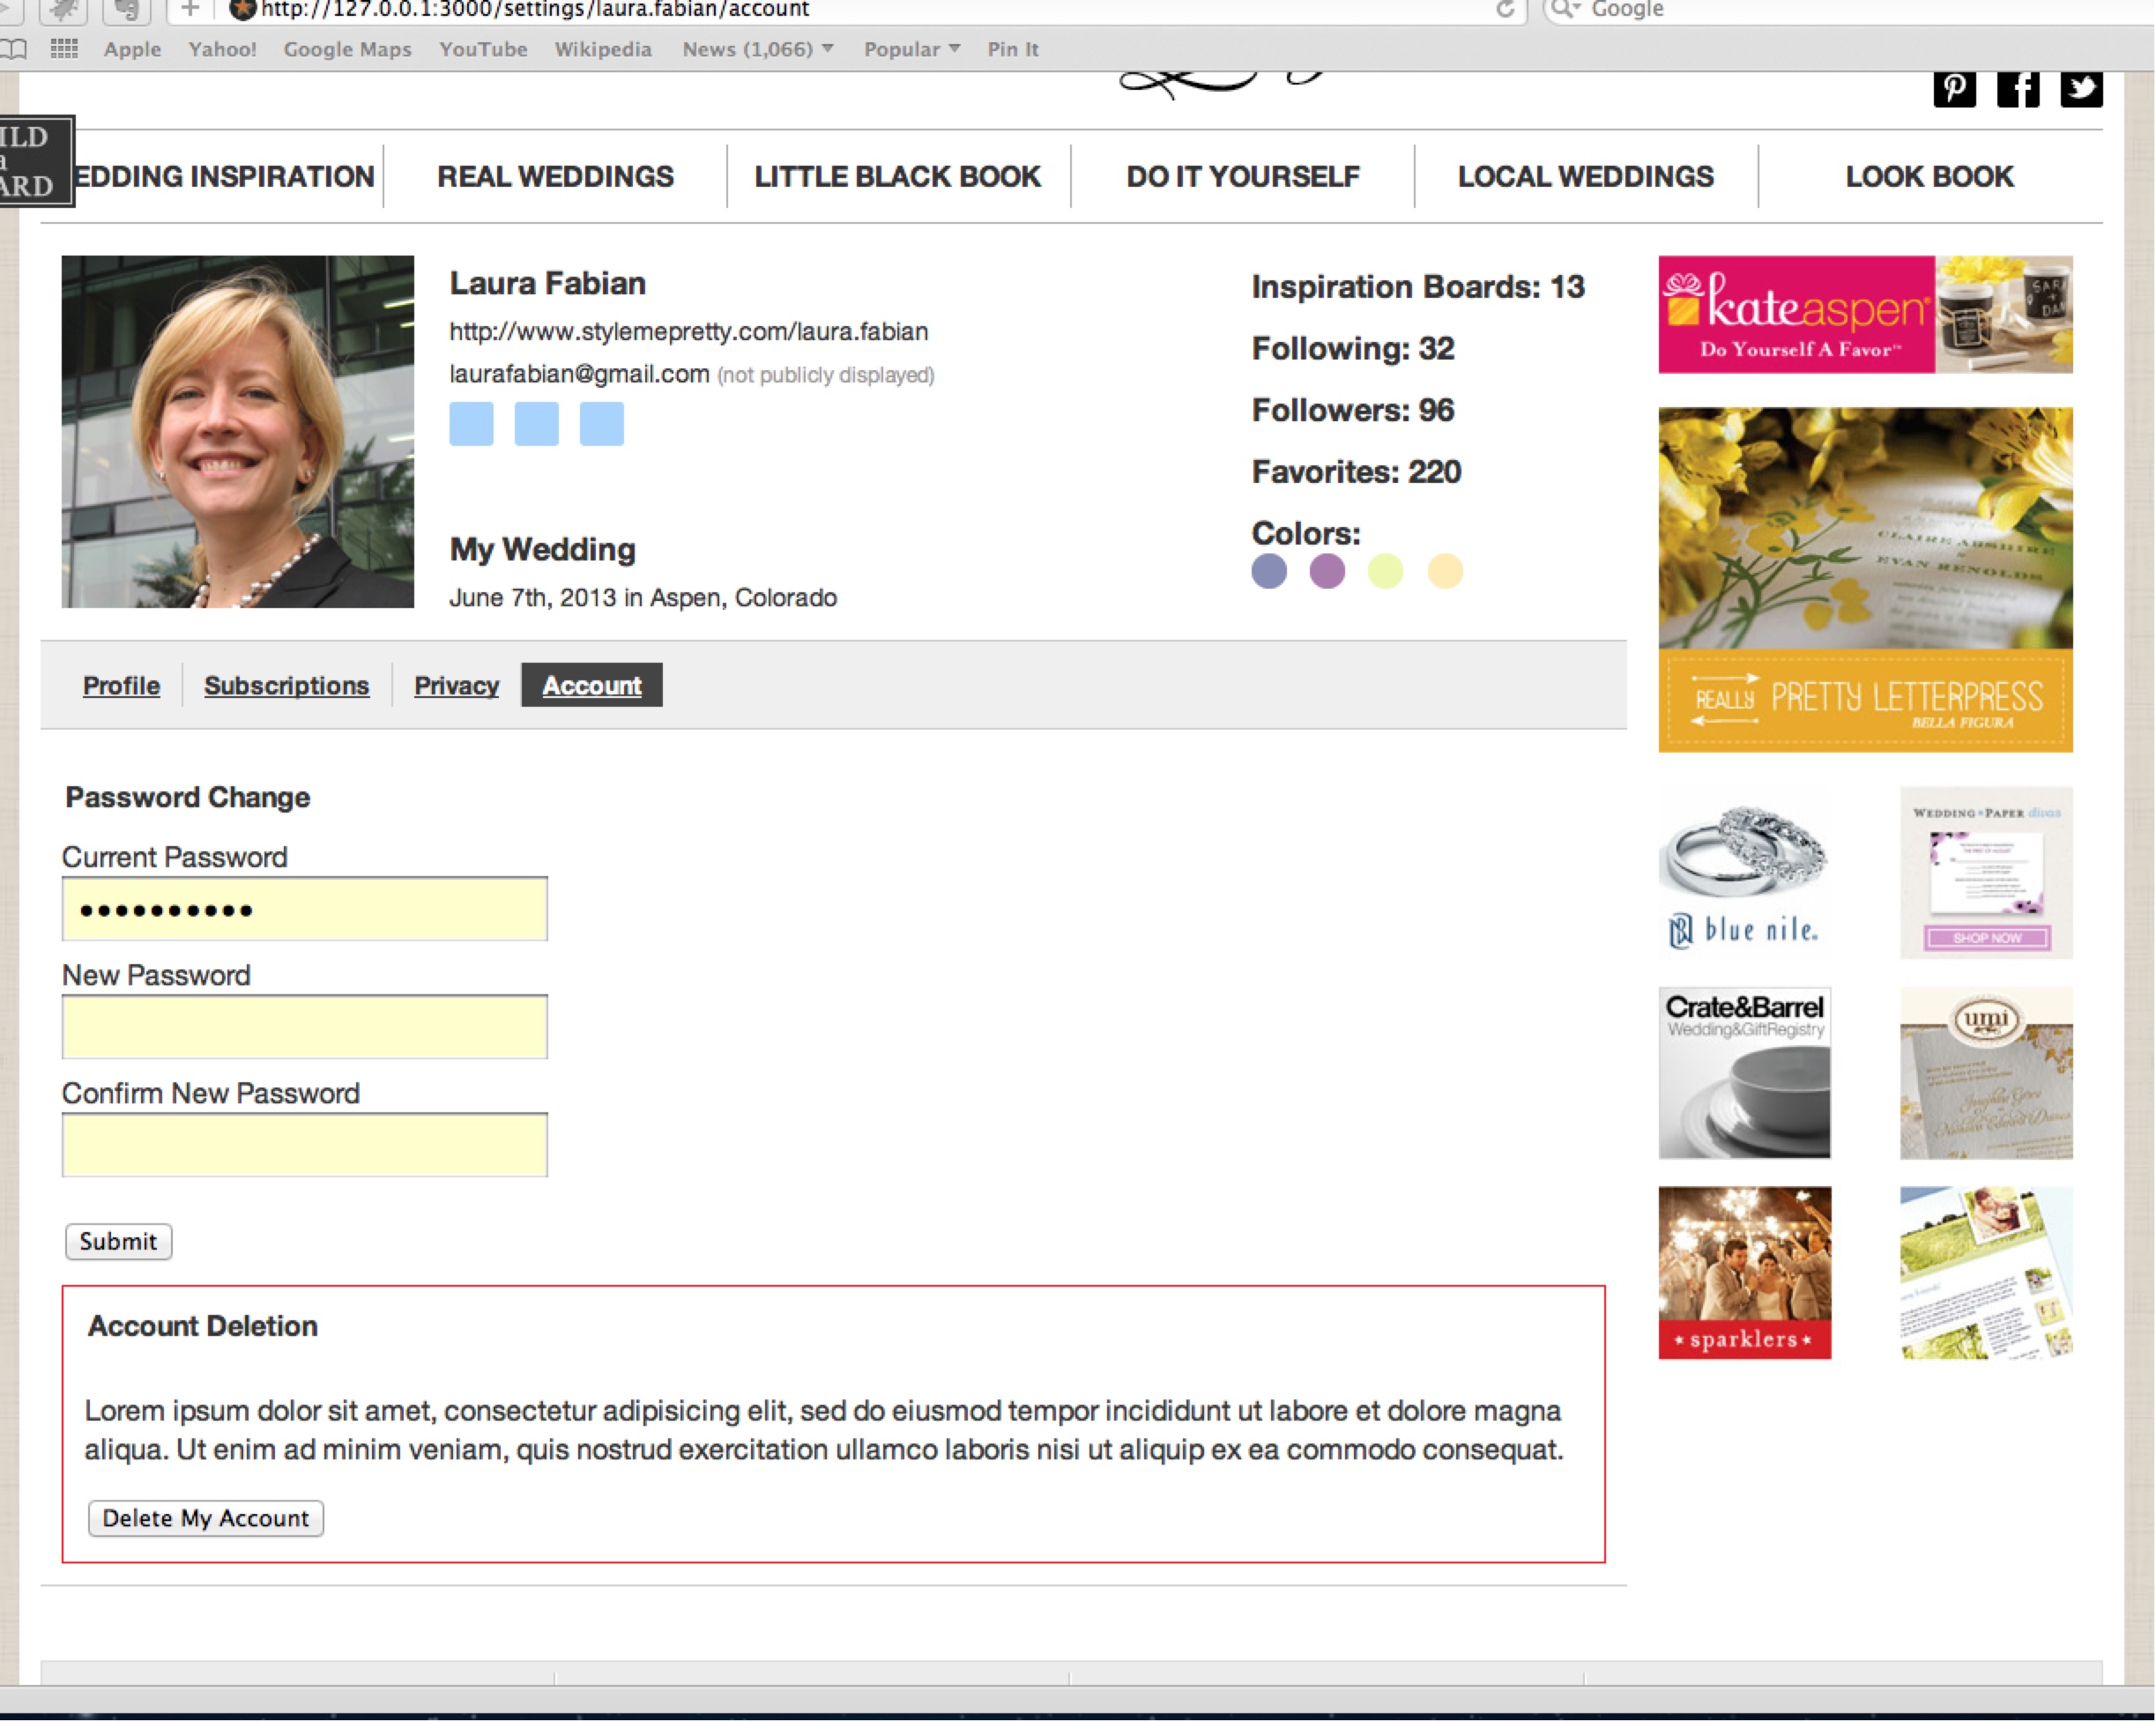 http://127.0.0.1:3000/settings/laura.fabian/account
Google
Apple Yahoo! Google Maps YouTube Wikipedia News (1,066) Popular Pin It
ILD
a
ARD
EDDING INSPIRATION
REAL WEDDINGS
LITTLE BLACK BOOK
DO IT YOURSELF
LOCAL WEDDINGS
LOOK BOOK
Laura Fabian
http://www.stylemepretty.com/laura.fabian
laurafabian@gmail.com (not publicly displayed)
My Wedding
June 7th, 2013 in Aspen, Colorado
Inspiration Boards: 13
Following: 32
Followers: 96
Favorites: 220
Colors:
kateaspen®
Do Yourself A Favor™
SARA
+
DAN
CLAIRE ABSHIRE
EVAN RENOLDS
REALLY PRETTY LETTERPRESS
BELLA FIGURA
Profile
Subscriptions
Privacy
Account
Password Change
Current Password
••••••••••
New Password
Confirm New Password
Submit
Account Deletion
Lorem ipsum dolor sit amet, consectetur adipisicing elit, sed do eiusmod tempor incididunt ut labore et dolore magna
aliqua. Ut enim ad minim veniam, quis nostrud exercitation ullamco laboris nisi ut aliquip ex ea commodo consequat.
Delete My Account
blue nile.
WEDDING PAPER divas
SHOP NOW
Crate&Barrel
Wedding&GiftRegistry
umi
sparklers